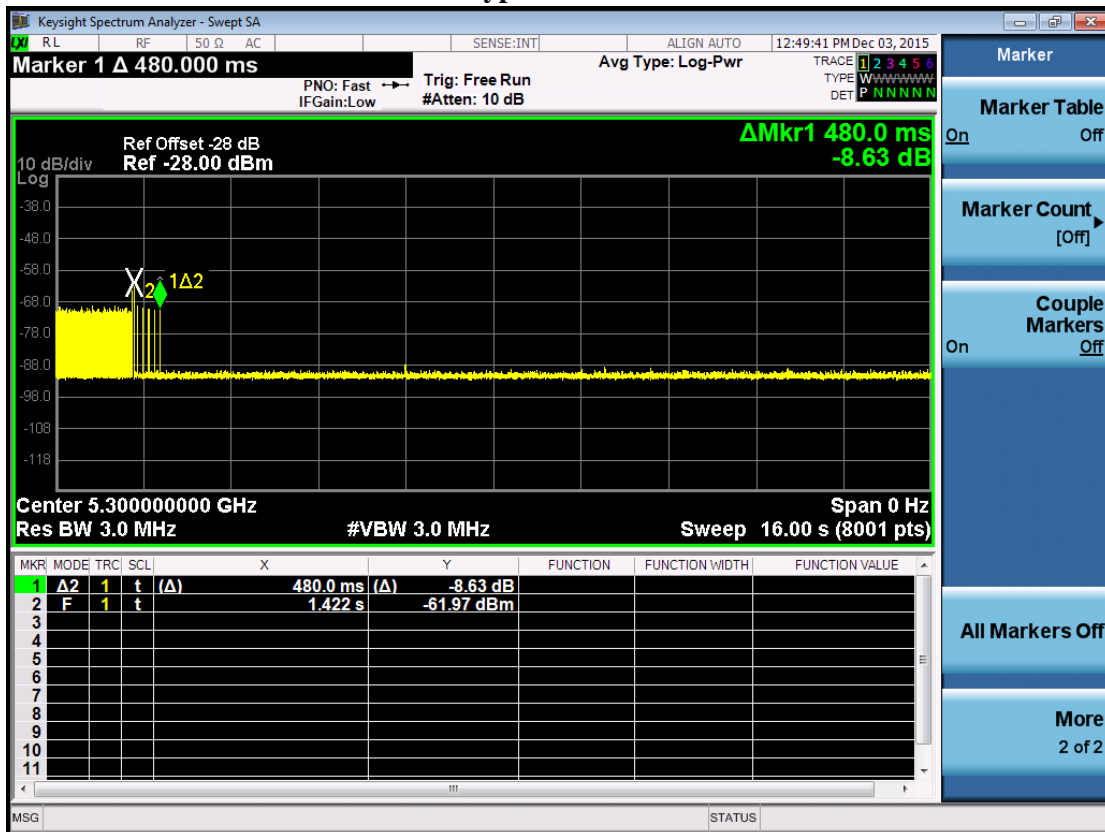 Keysight Spectrum Analyzer - Swept SA
LXI RL RF 50 Ω AC SENSE:INT ALIGN AUTO 12:49:41 PM Dec 03, 2015
Marker 1 Δ 480.000 ms
PNO: Fast
IFGain:Low
Trig: Free Run
#Atten: 10 dB
Avg Type: Log-Pwr
TRACE 1 2 3 4 5 6
TYPE WWWWWW
DET P N N N N N
Ref Offset -28 dB
10 dB/div Ref -28.00 dBm
Log
ΔMkr1 480.0 ms
-8.63 dB
-38.0
-48.0
-58.0
-68.0
-78.0
-88.0
-98.0
-108
-118
X 2 1Δ2
Center 5.300000000 GHz Span 0 Hz
Res BW 3.0 MHz #VBW 3.0 MHz Sweep 16.00 s (8001 pts)
MKR MODE TRC SCL X Y FUNCTION FUNCTION WIDTH FUNCTION VALUE
1 Δ2 1 t (Δ) 480.0 ms (Δ) -8.63 dB
2 F 1 t 1.422 s -61.97 dBm
3
4
5
6
7
8
9
10
11
MSG STATUS
Marker
Marker Table
On Off
Marker Count
[Off]
Couple
Markers
On Off
All Markers Off
More
2 of 2